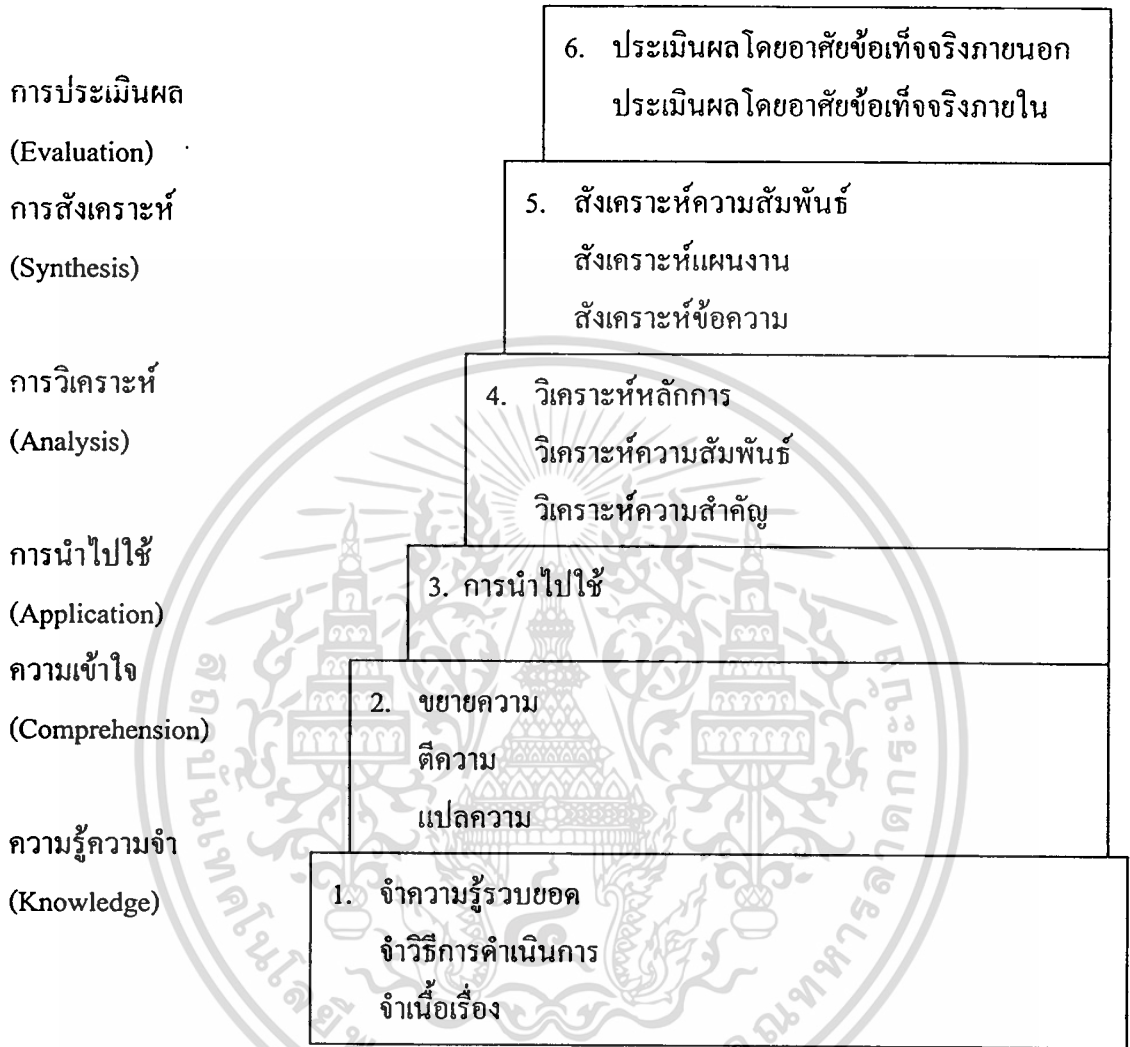 6. ประเมินผลโดยอาศัยข้อเท็จจริงภายนอก
ประเมินผลโดยอาศัยข้อเท็จจริงภายใน
การประเมินผล
(Evaluation)
การสังเคราะห์
(Synthesis)
5. สังเคราะห์ความสัมพันธ์
สังเคราะห์แผนงาน
สังเคราะห์ข้อความ
การวิเคราะห์
(Analysis)
4. วิเคราะห์หลักการ
วิเคราะห์ความสัมพันธ์
วิเคราะห์ความสำคัญ
การนำไปใช้
(Application)
3. การนำไปใช้
ความเข้าใจ
(Comprehension)
2. ขยายความ
ตีความ
แปลความ
ความรู้ความจำ
(Knowledge)
1. จำความรู้รวบยอด
จำวิธีการดำเนินการ
จำเนื้อเรื่อง